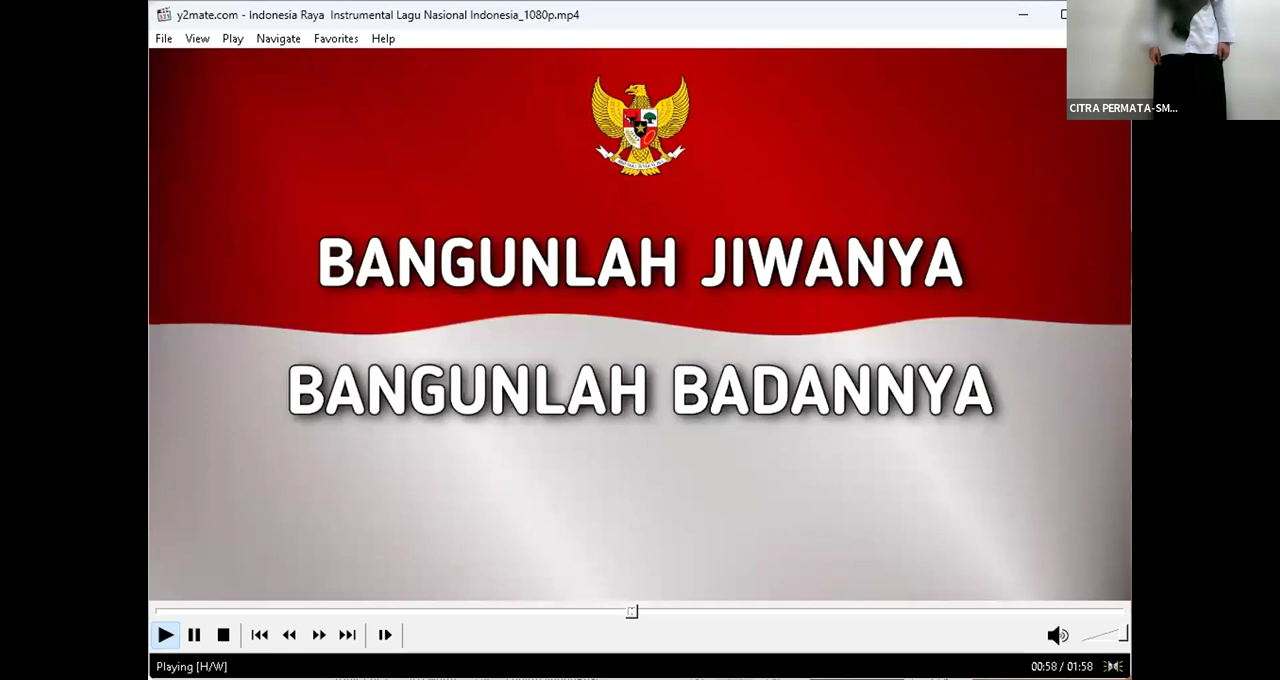 y2mate.com - Indonesia Raya Instrumental Lagu Nasional Indonesia_1080p.mp4
File View Play Navigate Favorites Help
CITRA PERMATA-SM...
BANGUNLAH JIWANYA
BANGUNLAH BADANNYA
Playing [H/W]
00:58 / 01:58